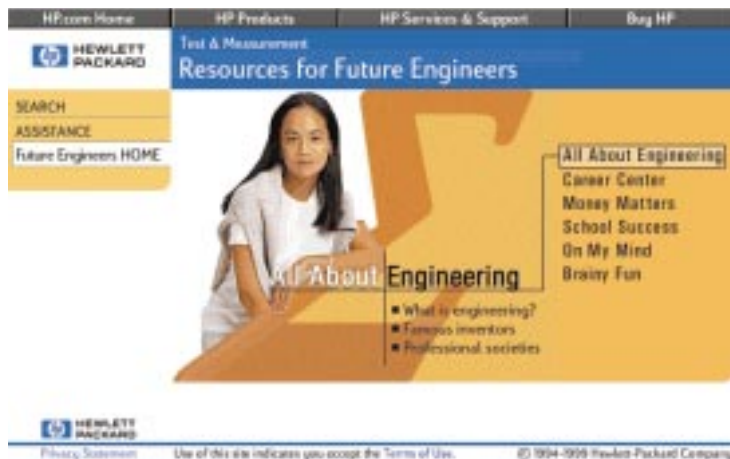 HP.com Home HP Products HP Services & Support Buy HP
HEWLETT
PACKARD
Test & Measurement
Resources for Future Engineers
SEARCH
ASSISTANCE
Future Engineers HOME
All About Engineering
Career Center
Money Matters
School Success
On My Mind
Brainy Fun
All About Engineering
■ What is engineering?
■ Famous inventors
■ Professional societies
HEWLETT
PACKARD
Privacy Statement Use of this site indicates you accept the Terms of Use. © 1994-1999 Hewlett-Packard Company